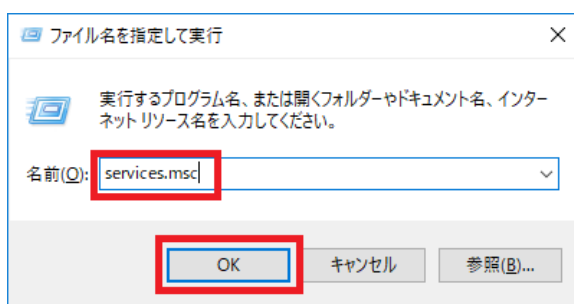 ファイル名を指定して実行
実行するプログラム名、または開くフォルダーやドキュメント名、インター
ネット リソース名を入力してください。
名前(O): services.msc
OK キャンセル 参照(B)...